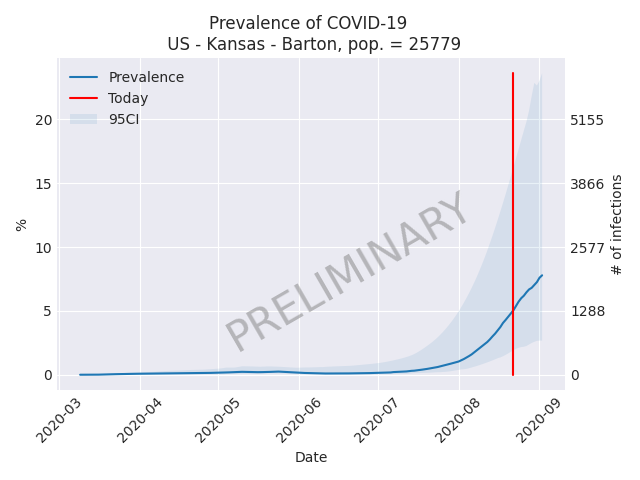 Prevalence of COVID-19
US - Kansas - Barton, pop. = 25779
Prevalence
Today
95CI
20
15
10
5
0
%
5155
3866
2577
1288
0
# of infections
PRELIMINARY
2020-03
2020-04
2020-05
2020-06
2020-07
2020-08
2020-09
Date